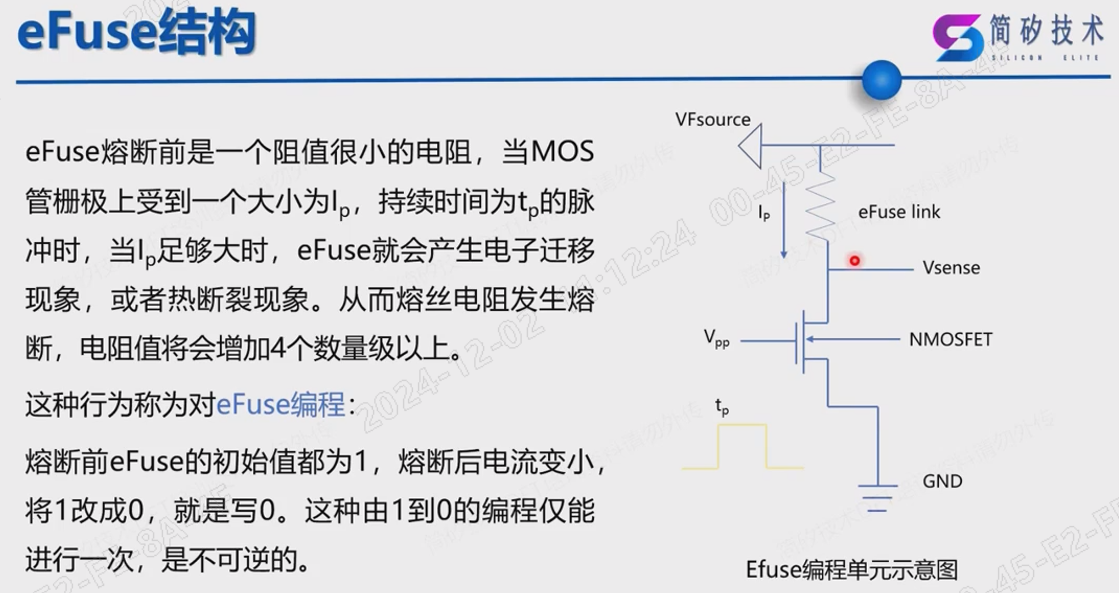 eFuse结构
简矽技术
SILICON ELITE
eFuse熔断前是一个阻值很小的电阻，当MOS
管栅极上受到一个大小为Ip，持续时间为tp的脉
冲时，当Ip足够大时，eFuse就会产生电子迁移
现象，或者热断裂现象。从而熔丝电阻发生熔
断，电阻值将会增加4个数量级以上。
这种行为称为对eFuse编程：
熔断前eFuse的初始值都为1，熔断后电流变小，
将1改成0，就是写0。这种由1到0的编程仅能
进行一次，是不可逆的。
VFsource
IP
eFuse link
Vsense
Vpp
NMOSFET
tp
GND
Efuse编程单元示意图
2024-12-02 11:12:24 00-45-E2-FE-8A-45